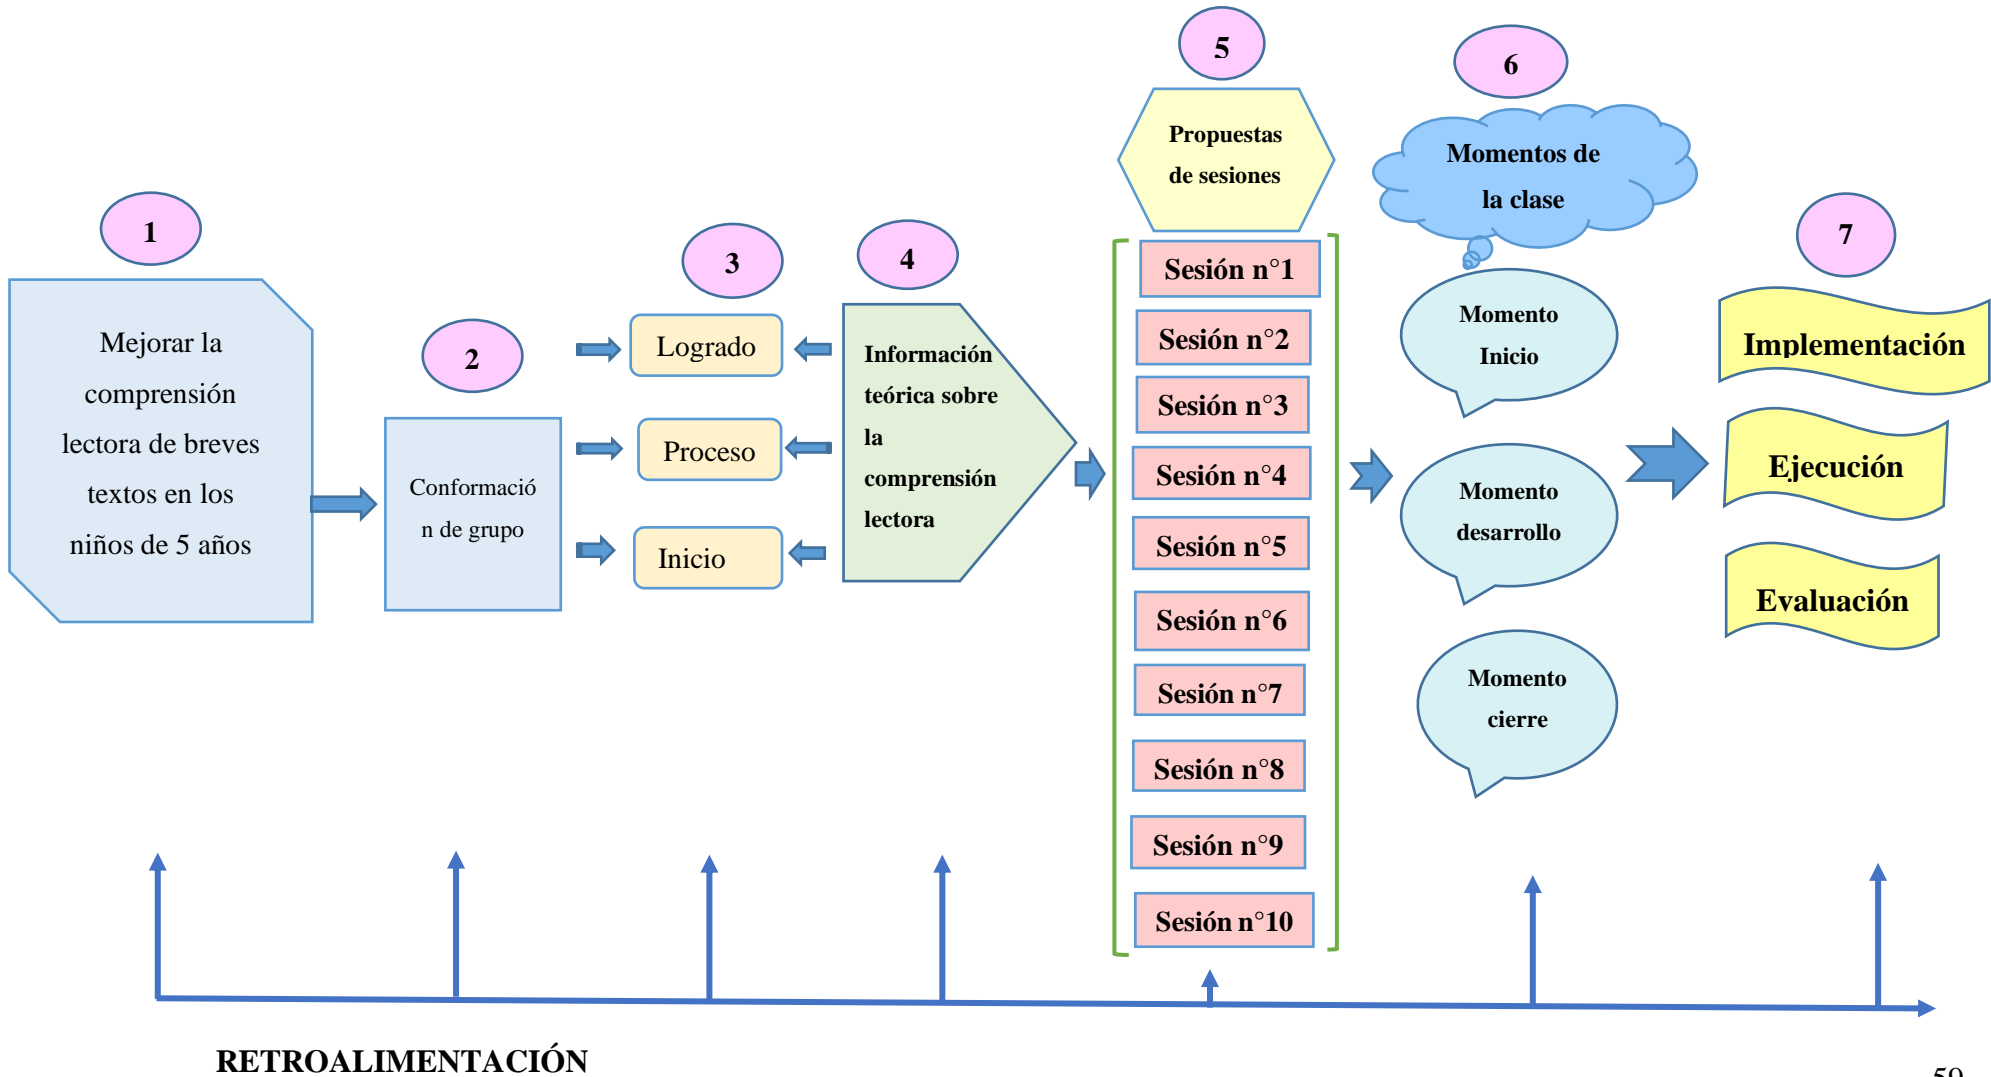 1
Mejorar la
comprensión
lectora de breves
textos en los
niños de 5 años
2
Conformació
n de grupo
3
Logrado
Proceso
Inicio
4
Información
teórica sobre
la
comprensión
lectora
5
Propuestas
de sesiones
Sesión n°1
Sesión n°2
Sesión n°3
Sesión n°4
Sesión n°5
Sesión n°6
Sesión n°7
Sesión n°8
Sesión n°9
Sesión n°10
6
Momentos de
la clase
Momento
Inicio
Momento
desarrollo
Momento
cierre
7
Implementación
Ejecución
Evaluación
RETROALIMENTACIÓN
59